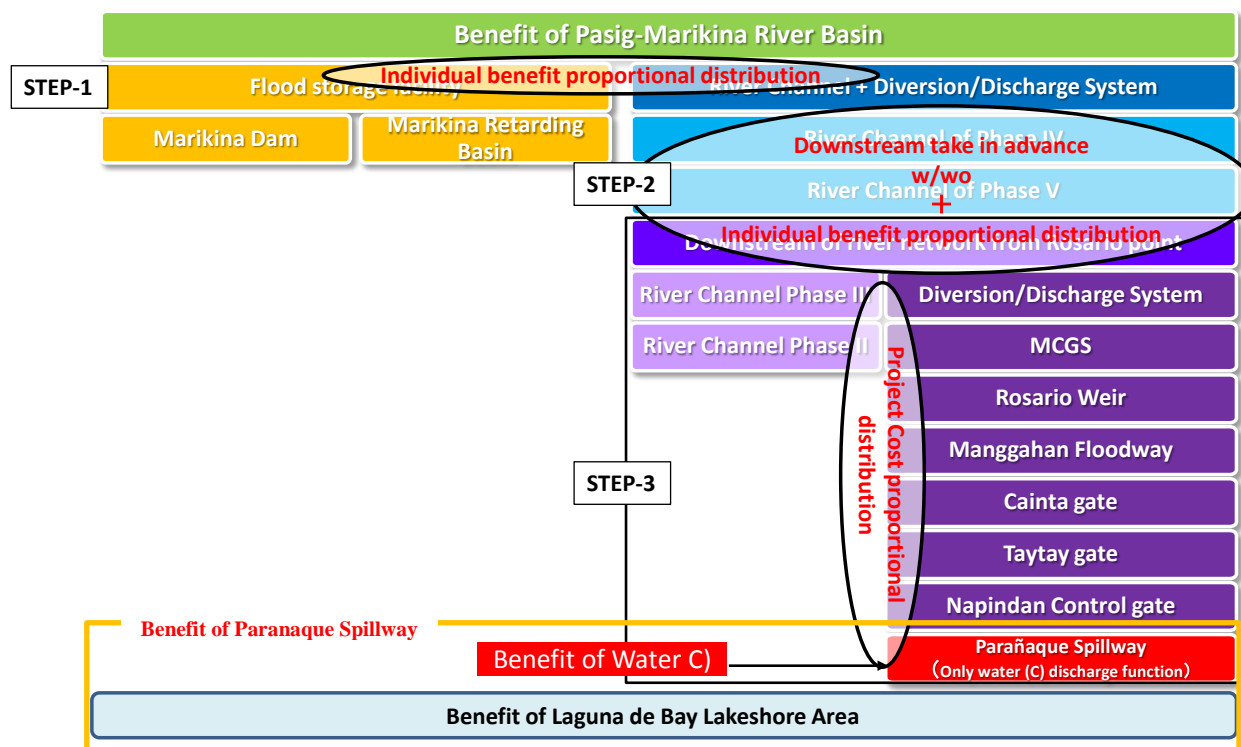 Benefit of Pasig-Marikina River Basin
STEP-1
Individual benefit proportional distribution
Flood storage facility
River Channel + Diversion/Discharge System
Marikina Dam
Marikina Retarding
Basin
River Channel of Phase IV
Downstream take in advance
w/wo
STEP-2
River Channel of Phase V
+
Individual benefit proportional distribution
Downstream of river network from Rosario point
River Channel Phase III
Diversion/Discharge System
River Channel Phase II
MCGS
Project Cost proportional
distribution
Rosario Weir
Manggahan Floodway
STEP-3
Cainta gate
Taytay gate
Napindan Control gate
Benefit of Paranaque Spillway
Benefit of Water C)
Parañaque Spillway
（Only water (C) discharge function）
Benefit of Laguna de Bay Lakeshore Area